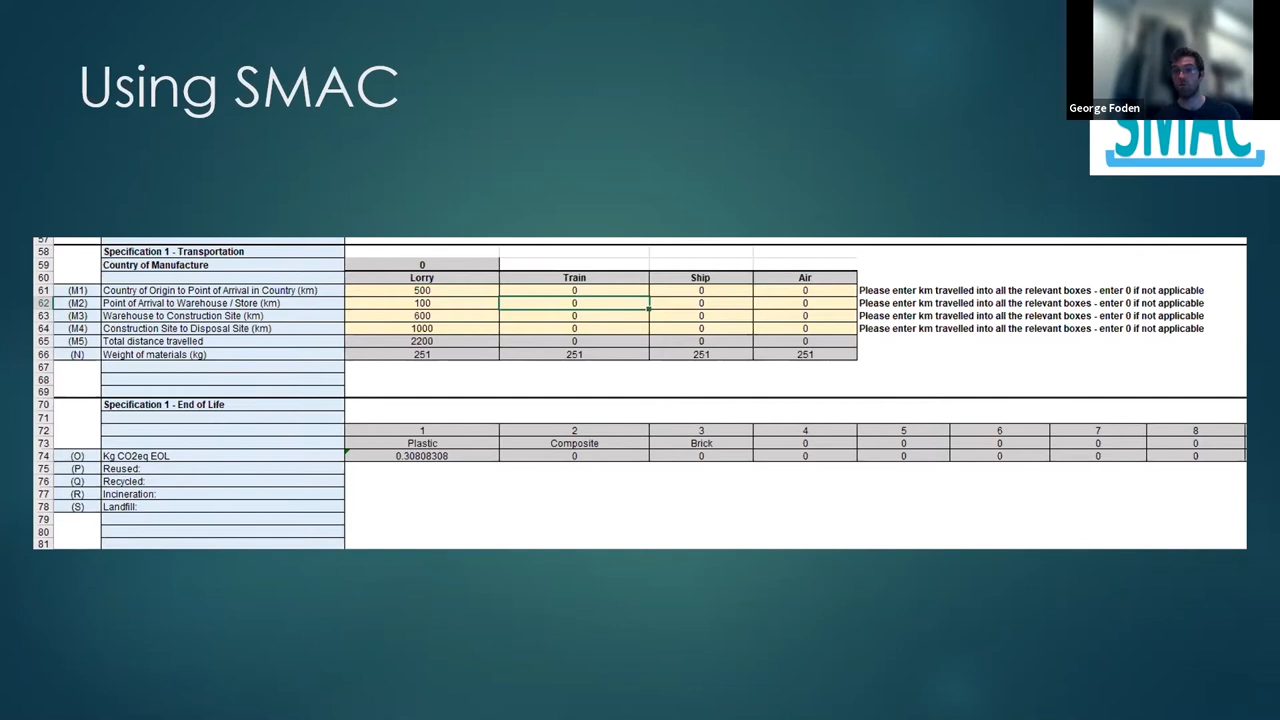 Using SMAC
George Foden
SMAC
57
58 Specification 1 - Transportation
59 Country of Manufacture 0
60 Lorry Train Ship Air
61 (M1) Country of Origin to Point of Arrival in Country (km) 500 0 0 0 Please enter km travelled into all the relevant boxes - enter 0 if not applicable
62 (M2) Point of Arrival to Warehouse / Store (km) 100 0 0 0 Please enter km travelled into all the relevant boxes - enter 0 if not applicable
63 (M3) Warehouse to Construction Site (km) 600 0 0 0 Please enter km travelled into all the relevant boxes - enter 0 if not applicable
64 (M4) Construction Site to Disposal Site (km) 1000 0 0 0 Please enter km travelled into all the relevant boxes - enter 0 if not applicable
65 (M5) Total distance travelled 2200 0 0 0
66 (N) Weight of materials (kg) 251 251 251 251
67
68
69
70 Specification 1 - End of Life
71
72 1 2 3 4 5 6 7 8
73 Plastic Composite Brick 0 0 0 0 0
74 (O) Kg CO2eq EOL 0.30808308 0 0 0 0 0 0 0
75 (P) Reused:
76 (Q) Recycled:
77 (R) Incineration:
78 (S) Landfill:
79
80
81